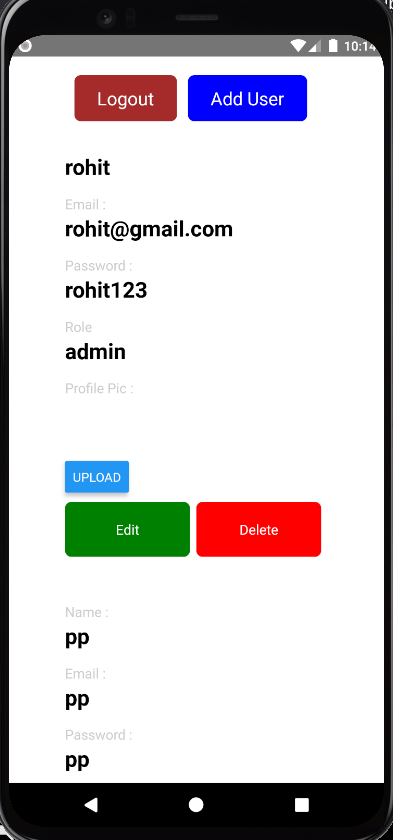 10:14
Logout Add User
rohit
Email :
rohit@gmail.com
Password :
rohit123
Role
admin
Profile Pic :
UPLOAD
Edit Delete
Name :
pp
Email :
pp
Password :
pp